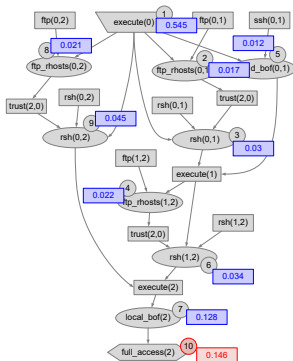 ftp(0,2)
execute(0)
ftp(0,1)
ssh(0,1)
1
0.545
0.021
0.012
8
2
5
ftp_rhosts(0,2)
ftp_rhosts(0,1)
d_bof(0,1)
0.017
trust(2,0)
rsh(0,2)
rsh(0,1)
trust(2,0)
0.045
9
rsh(0,2)
rsh(0,1)
3
0.03
ftp(1,2)
execute(1)
4
0.022
ftp_rhosts(1,2)
trust(2,0)
rsh(1,2)
rsh(1,2)
6
0.034
execute(2)
7
local_bof(2)
0.128
10
full_access(2)
0.146